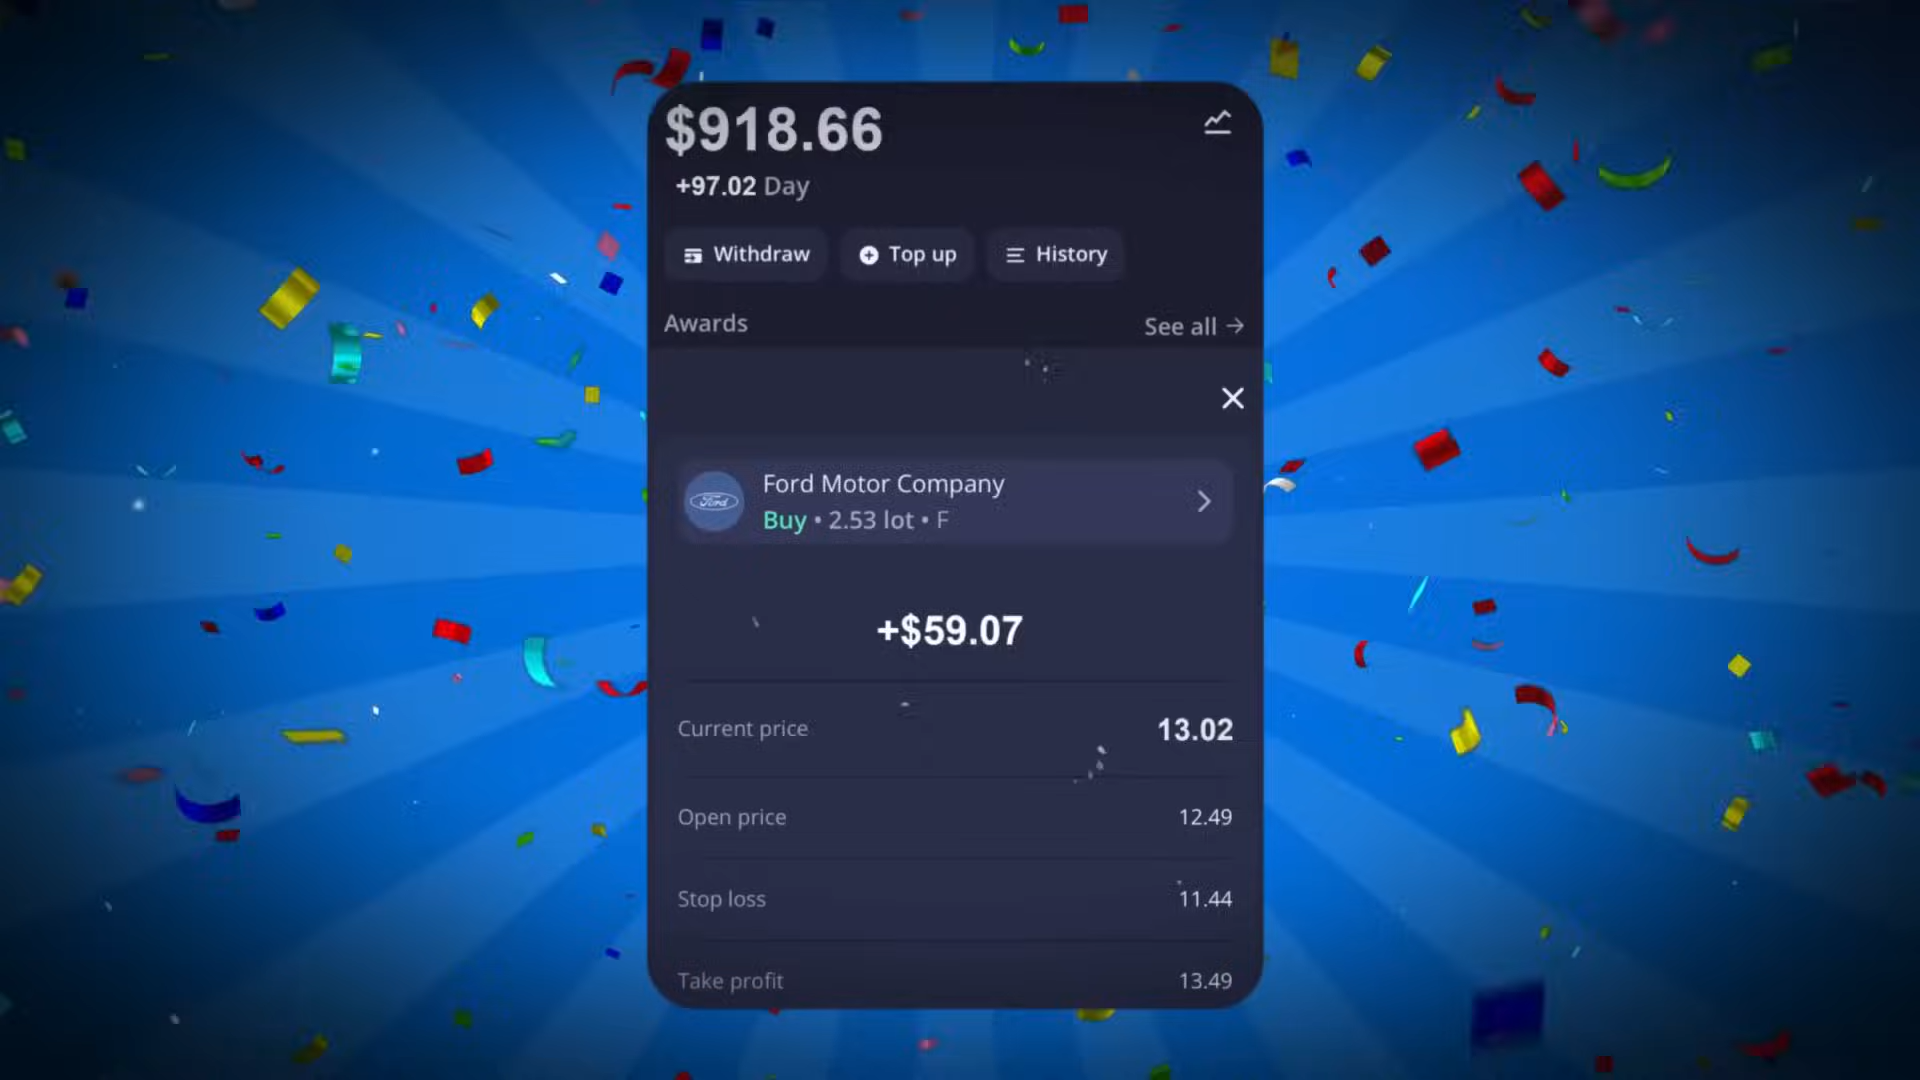 $918.66
+97.02 Day
Withdraw
Top up
History
Awards
See all →
Ford Motor Company
Ford
Buy • 2.53 lot • F
+$59.07
Current price 13.02
Open price 12.49
Stop loss 11.44
Take profit 13.49